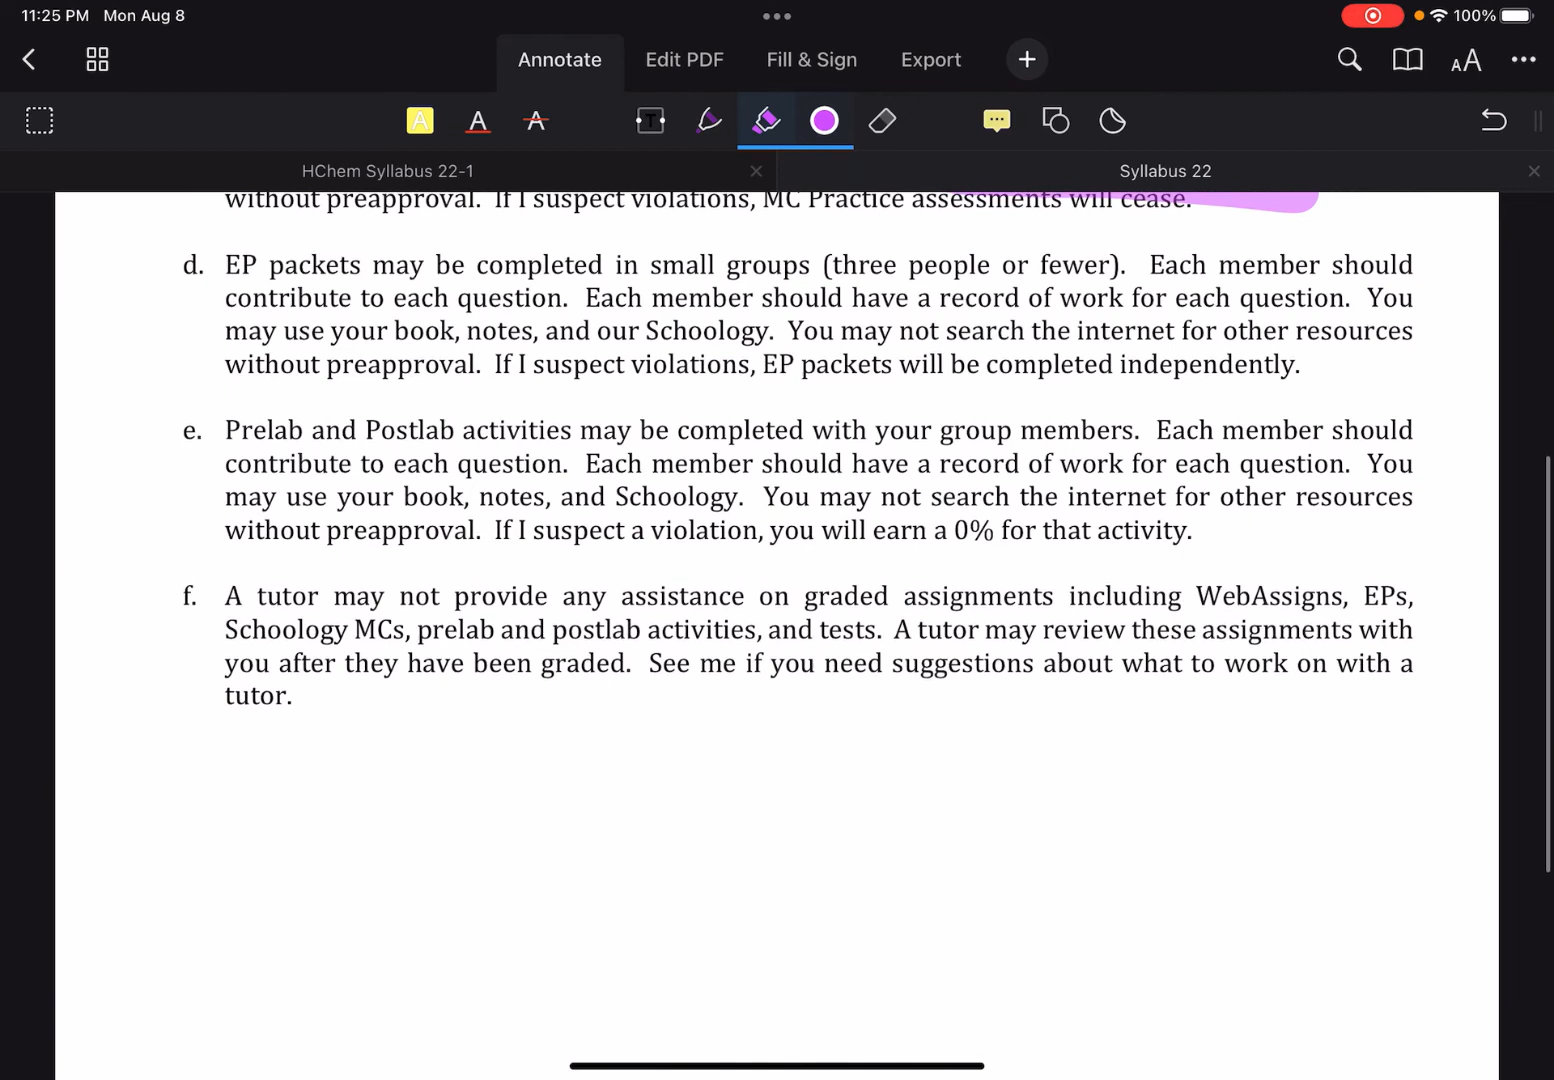 11:25 PM Mon Aug 8
100%
Annotate Edit PDF Fill & Sign Export
A A A T AA
HChem Syllabus 22-1 Syllabus 22
without preapproval. If I suspect violations, MC Practice assessments will cease.
d. EP packets may be completed in small groups (three people or fewer). Each member should
contribute to each question. Each member should have a record of work for each question. You
may use your book, notes, and our Schoology. You may not search the internet for other resources
without preapproval. If I suspect violations, EP packets will be completed independently.
e. Prelab and Postlab activities may be completed with your group members. Each member should
contribute to each question. Each member should have a record of work for each question. You
may use your book, notes, and Schoology. You may not search the internet for other resources
without preapproval. If I suspect a violation, you will earn a 0% for that activity.
f. A tutor may not provide any assistance on graded assignments including WebAssigns, EPs,
Schoology MCs, prelab and postlab activities, and tests. A tutor may review these assignments with
you after they have been graded. See me if you need suggestions about what to work on with a
tutor.